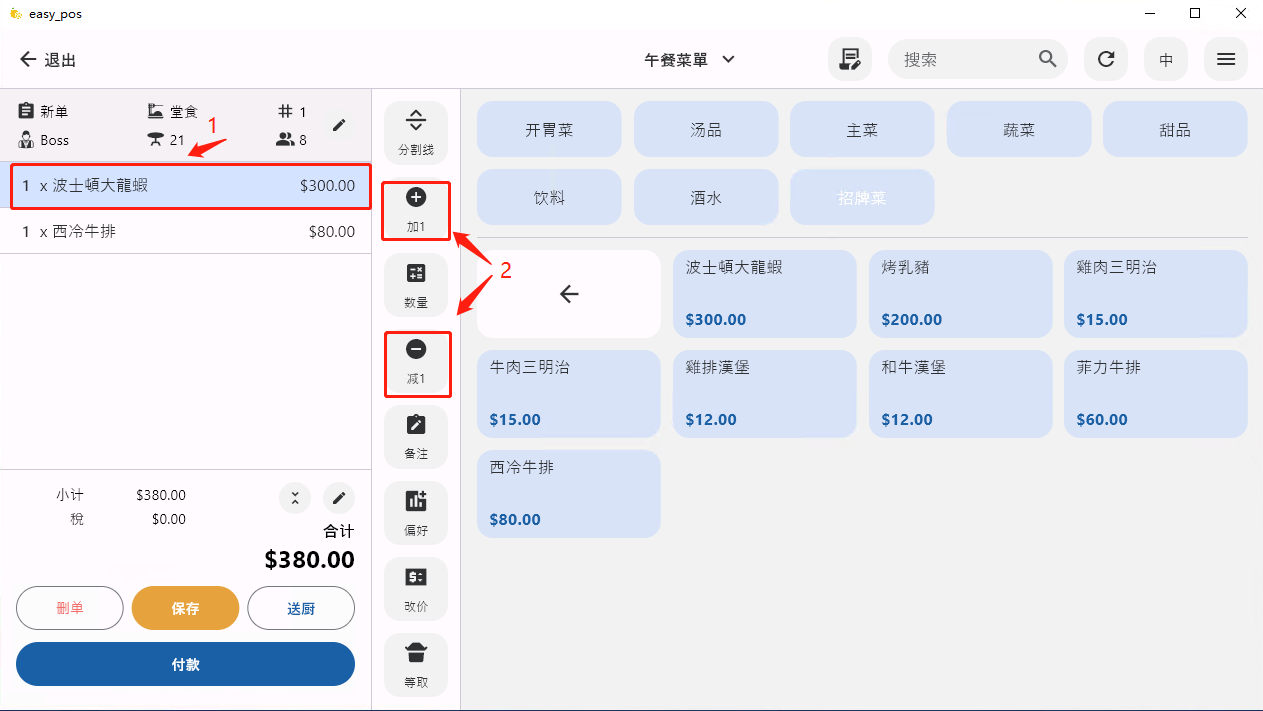 easy_pos
退出
午餐菜單
搜索
中
新单
堂食
1
Boss
21
8
1
1 x 波士頓大龍蝦 $300.00
1 x 西冷牛排 $80.00
小计 $380.00
稅 $0.00
合计
$380.00
刪单
保存
送厨
付款
分割线
加1
数量
减1
备注
偏好
改价
等取
2
开胃菜
汤品
主菜
蔬菜
甜品
饮料
酒水
招牌菜
波士頓大龍蝦
$300.00
烤乳豬
$200.00
雞肉三明治
$15.00
牛肉三明治
$15.00
雞排漢堡
$12.00
和牛漢堡
$12.00
菲力牛排
$60.00
西冷牛排
$80.00